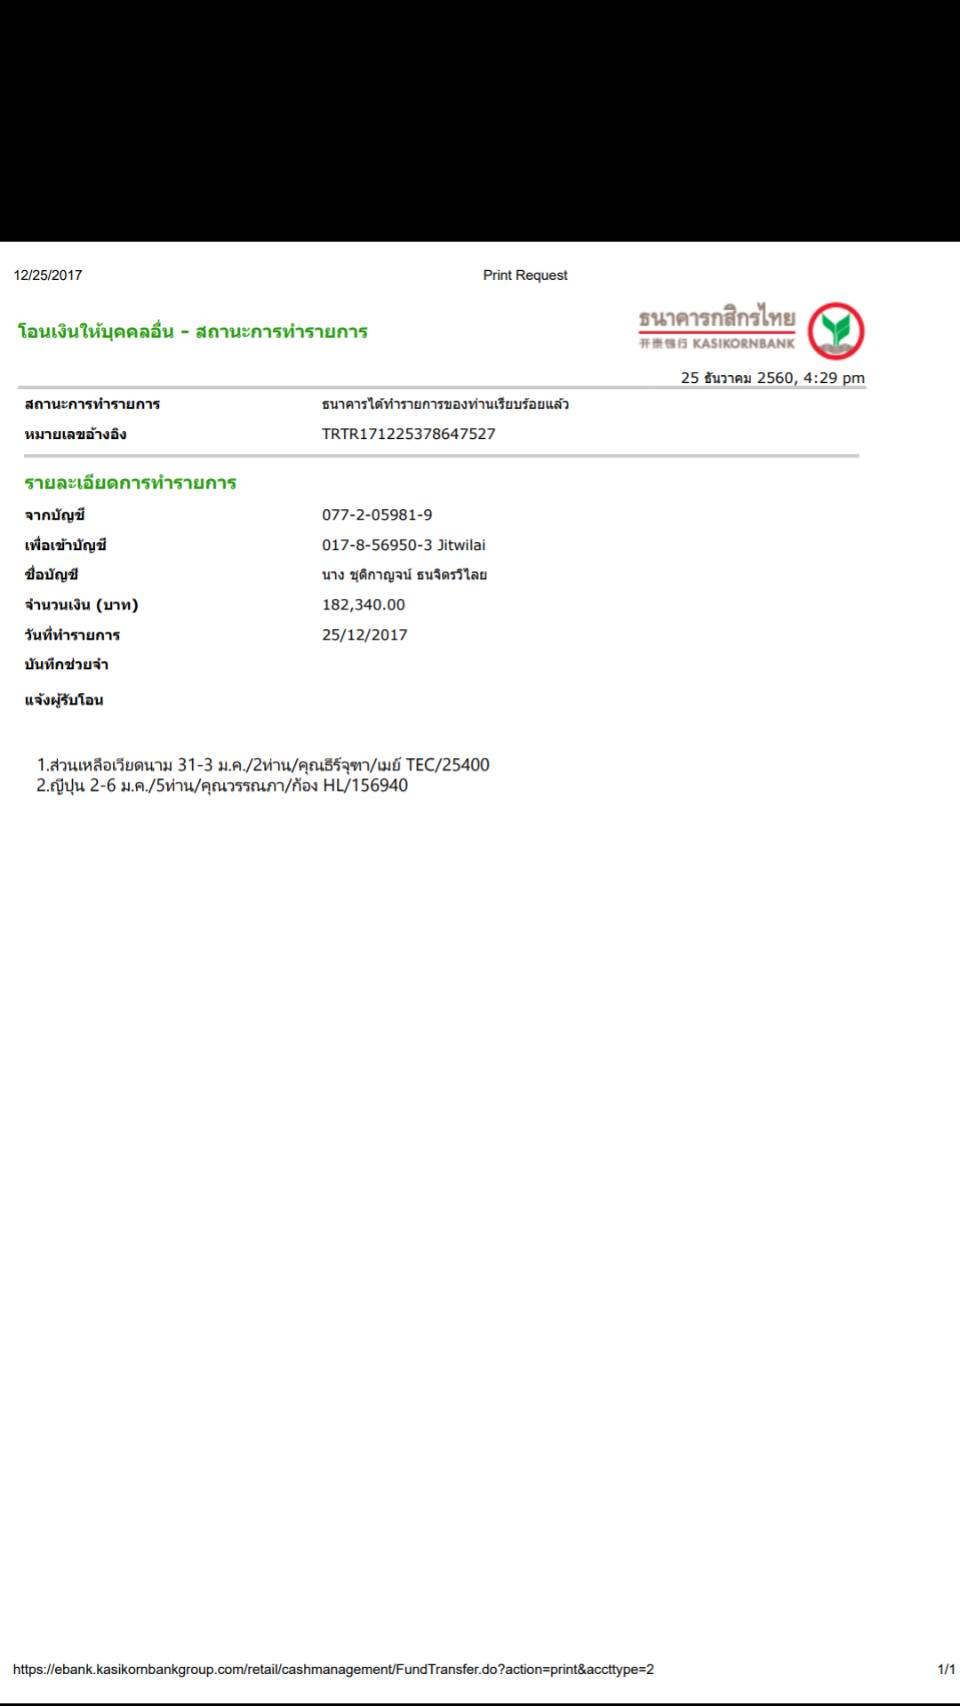 12/25/2017 Print Request
โอนเงินให้บุคคลอื่น - สถานะการทำรายการ
ธนาคารกสิกรไทย
开泰银行 KASIKORNBANK
25 ธันวาคม 2560, 4:29 pm
สถานะการทำรายการ ธนาคารได้ทำรายการของท่านเรียบร้อยแล้ว
หมายเลขอ้างอิง TRTR171225378647527
รายละเอียดการทำรายการ
จากบัญชี 077-2-05981-9
เพื่อเข้าบัญชี 017-8-56950-3 Jitwilai
ชื่อบัญชี นาง ชุติกาญจน์ ธนจิตรวิไลย
จำนวนเงิน (บาท) 182,340.00
วันที่ทำรายการ 25/12/2017
บันทึกช่วยจำ
แจ้งผู้รับโอน
1.ส่วนเหลือเวียดนาม 31-3 ม.ค./2ท่าน/คุณธีร์จุฑา/เมย์ TEC/25400
2.ญี่ปุ่น 2-6 ม.ค./5ท่าน/คุณวรรณภา/ก้อง HL/156940
https://ebank.kasikornbankgroup.com/retail/cashmanagement/FundTransfer.do?action=print&accttype=2 1/1